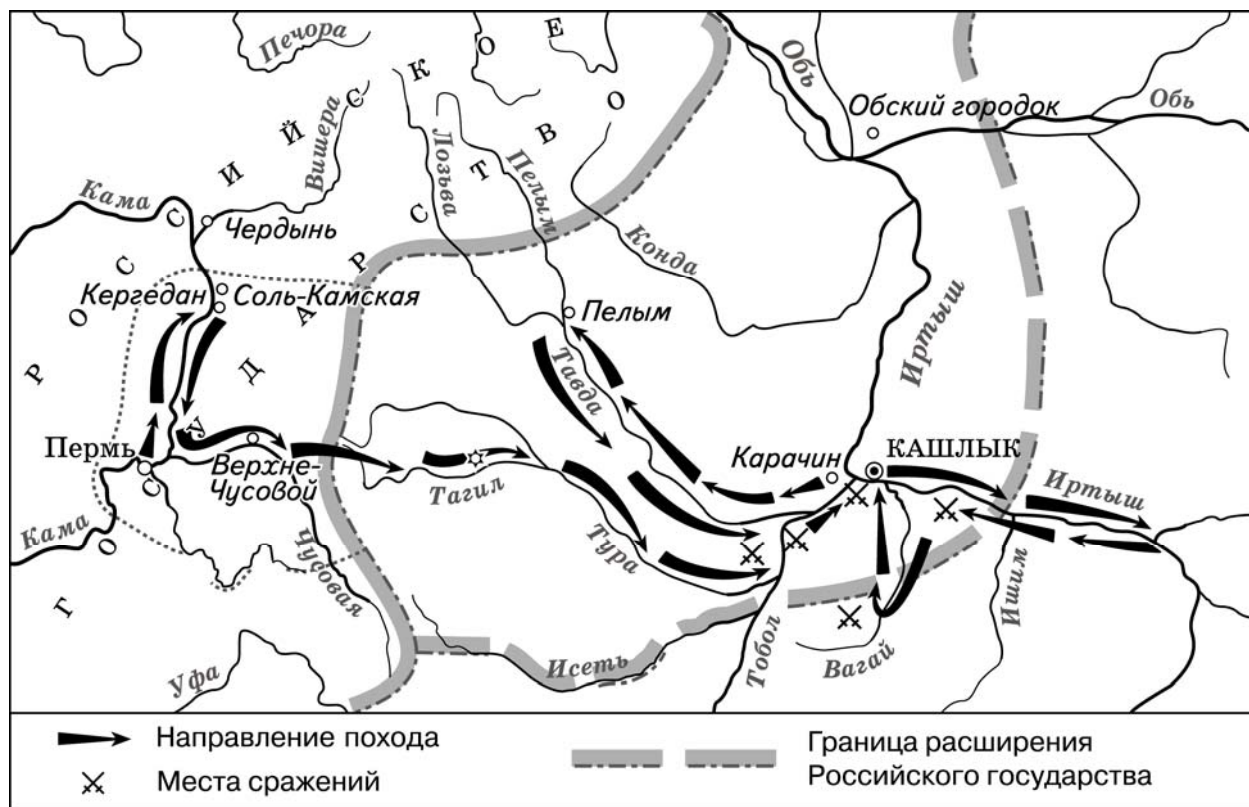 Печора
Обь
Обский городок
Обь
Вишера
Лозьва
Пелым
Кама
Чердынь
Конда
Кергедан
Соль-Камская
Пелым
Иртыш
РОССИЙСКОЕ
ГОСУДАРСТВО
Тавда
Пермь
Верхне-
Чусовой
Тагил
Карачин
КАШЛЫК
Иртыш
Кама
Чусовая
Тура
Тобол
Вагай
Ишим
Исеть
Уфа
Направление похода
Места сражений
Граница расширения
Российского государства